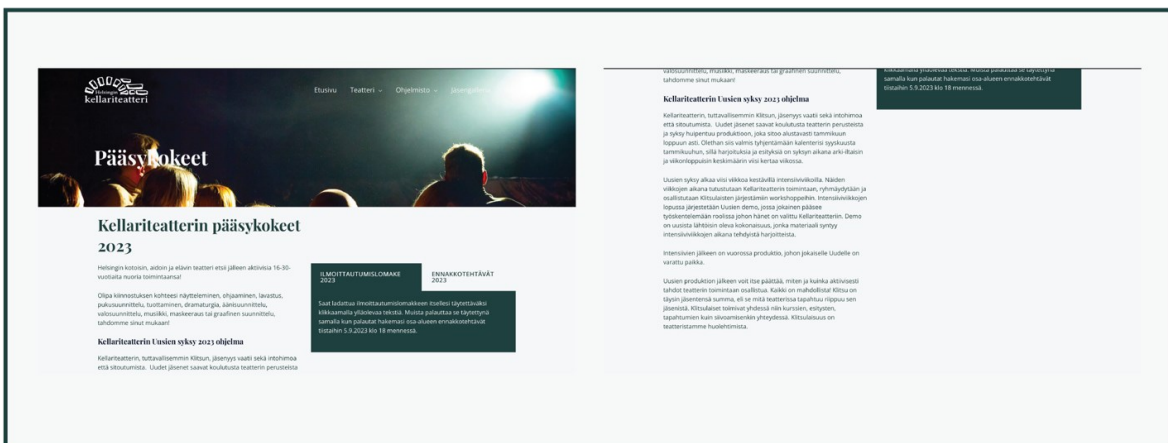 Helsingin
kellariteatteri
Etusivu Teatteri Ohjelmisto Jäsengalleria
Pääsykokeet
Kellariteatterin pääsykokeet
2023
Helsingin kotoisin, aidoin ja elävin teatteri etsii jälleen aktiivisia 16-30-
vuotiaita nuoria toimintaansa!
Olipa kiinnostuksen kohteesi näytteleminen, ohjaaminen, lavastus,
pukusuunnittelu, tuottaminen, dramaturgia, äänisuunnittelu,
valosuunnittelu, musiikki, maskeeraus tai graafinen suunnittelu,
tahdomme sinut mukaan!
Kellariteatterin Uusien syksy 2023 ohjelma
Kellariteatterin, tuttavallisemmin Klitsun, jäsenyys vaatii sekä intohimoa
että sitoutumista. Uudet jäsenet saavat koulutusta teatterin perusteista
ILMOITTAUTUMISLOMAKE
2023
ENNAKKOTEHTÄVÄT
2023
Saat ladattua ilmoittautumislomakkeen itsellesi täytettäväksi
klikkaamalla ylläolevaa tekstiä. Muista palauttaa se täytettynä
samalla kun palautat hakemasi osa-alueen ennakkotehtävät
tiistaihin 5.9.2023 klo 18 mennessä.
valosuunnittelu, musiikki, maskeeraus tai graafinen suunnittelu,
tahdomme sinut mukaan!
Kellariteatterin Uusien syksy 2023 ohjelma
Kellariteatterin, tuttavallisemmin Klitsun, jäsenyys vaatii sekä intohimoa
että sitoutumista. Uudet jäsenet saavat koulutusta teatterin perusteista
ja syksy huipentuu produktioon, joka sitoo alustavasti tammikuun
loppuun asti. Olethan siis valmis tyhjentämään kalenterisi syyskuusta
tammikuuhun, sillä harjoituksia ja esityksiä on syksyn aikana arki-iltaisin
ja viikonloppuisin keskimäärin viisi kertaa viikossa.
Uusien syksy alkaa viisi viikkoa kestävillä intensiiviviikoilla. Näiden
viikkojen aikana tutustutaan Kellariteatterin toimintaan, ryhmäydytään ja
osallistutaan Klitsulaisten järjestämiin workshoppeihin. Intensiiviviikkojen
lopussa järjestetään Uusien demo, jossa jokainen pääsee
työskentelemään roolissa johon hänet on valittu Kellariteatteriin. Demo
on uusista lähtöisin oleva kokonaisuus, jonka materiaali syntyy
intensiiviviikkojen aikana tehdyistä harjoitteista.
Intensiivien jälkeen on vuorossa produktio, johon jokaiselle Uudelle on
varattu paikka.
Uusien produktion jälkeen voit itse päättää, miten ja kuinka aktiivisesti
tahdot teatterin toimintaan osallistua. Kaikki on mahdollista! Klitsu on
täysin jäsentensä summa, eli se mitä teatterissa tapahtuu riippuu sen
jäsenistä. Klitsulaiset toimivat yhdessä niin kurssien, esitysten,
tapahtumien kuin siivoamisenkin yhteydessä. Klitsulaisuus on
teatteristamme huolehtimista.
klikkaamalla ylläolevaa tekstiä. Muista palauttaa se täytettynä
samalla kun palautat hakemasi osa-alueen ennakkotehtävät
tiistaihin 5.9.2023 klo 18 mennessä.